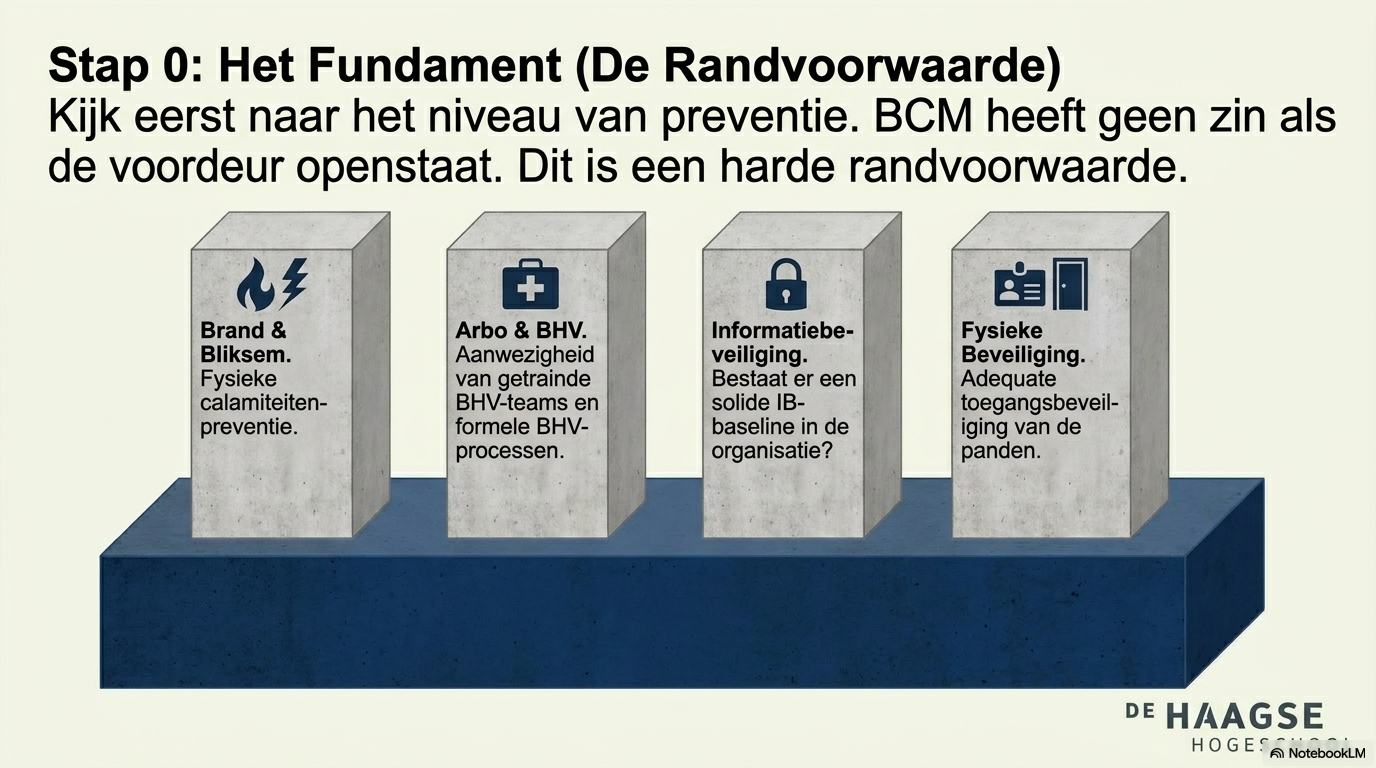 Stap 0: Het Fundament (De Randvoorwaarde)
Kijk eerst naar het niveau van preventie. BCM heeft geen zin als
de voordeur openstaat. Dit is een harde randvoorwaarde.
Brand &
Bliksem.
Fysieke
calamiteiten-
preventie.
Arbo & BHV.
Aanwezigheid
van getrainde
BHV-teams en
formele BHV-
processen.
Informatiebe-
veiliging.
Bestaat er een
solide IB-
baseline in de
organisatie?
Fysieke
Beveiliging.
Adequate
toegangsbeveil-
iging van de
panden.
DE HAAGSE
HOGESCHOOL
NotebookLM